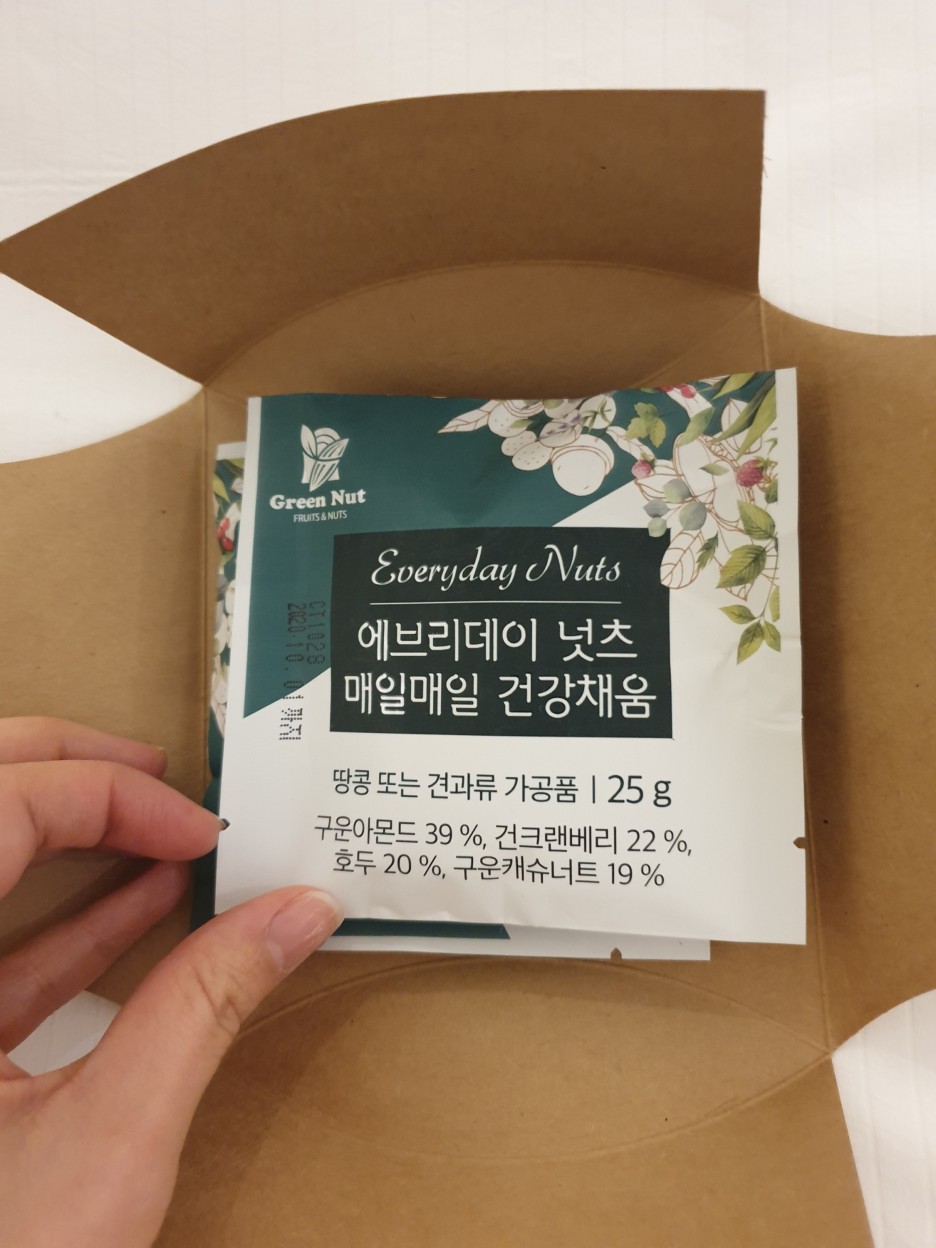 Green Nut
FRUITS & NUTS
Everyday Nuts
에브리데이 넛츠
매일매일 건강채움
GT1028
2020.10.01까지
땅콩 또는 견과류 가공품 | 25 g
구운아몬드 39 %, 건크랜베리 22 %,
호두 20 %, 구운캐슈너트 19 %